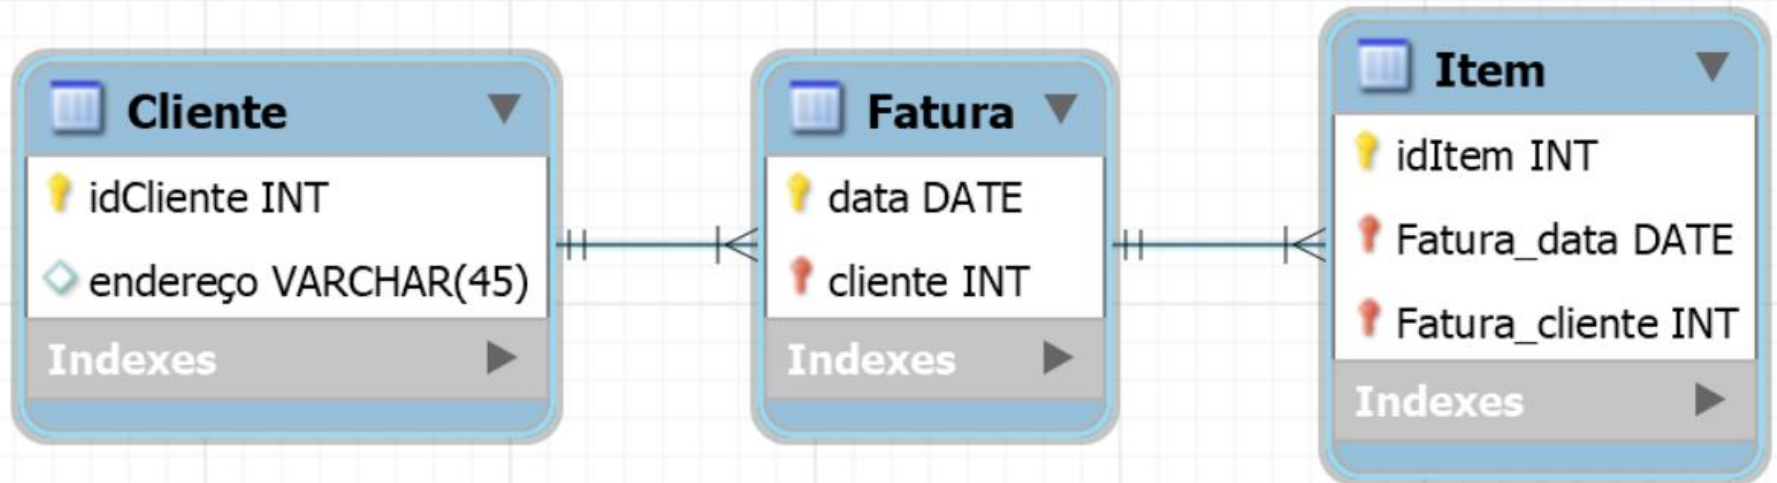 Cliente
idCliente INT
endereço VARCHAR(45)
Indexes
Fatura
data DATE
cliente INT
Indexes
Item
idItem INT
Fatura_data DATE
Fatura_cliente INT
Indexes